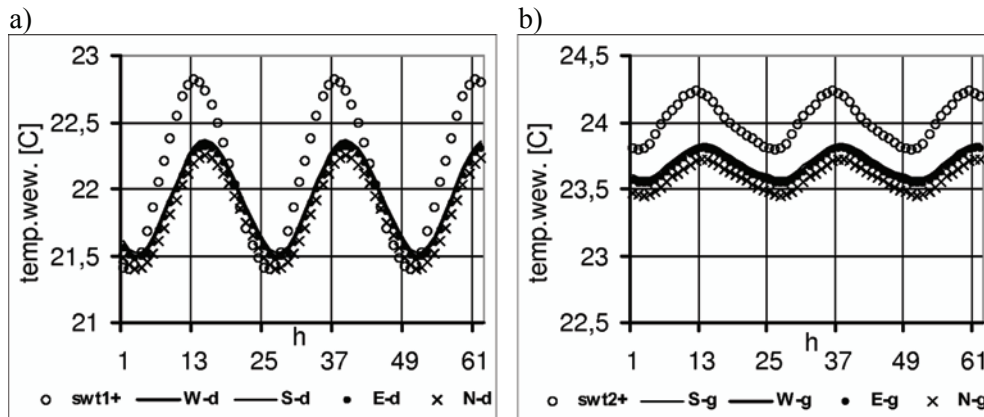 a)
b)
temp.wew. [C]
23
22,5
22
21,5
21
1 13 25 37 49 61
h
swt1+ W-d S-d E-d N-d
temp.wew. [C]
24,5
24
23,5
23
22,5
1 13 25 37 49 61
h
swt2+ S-g W-g E-g N-g